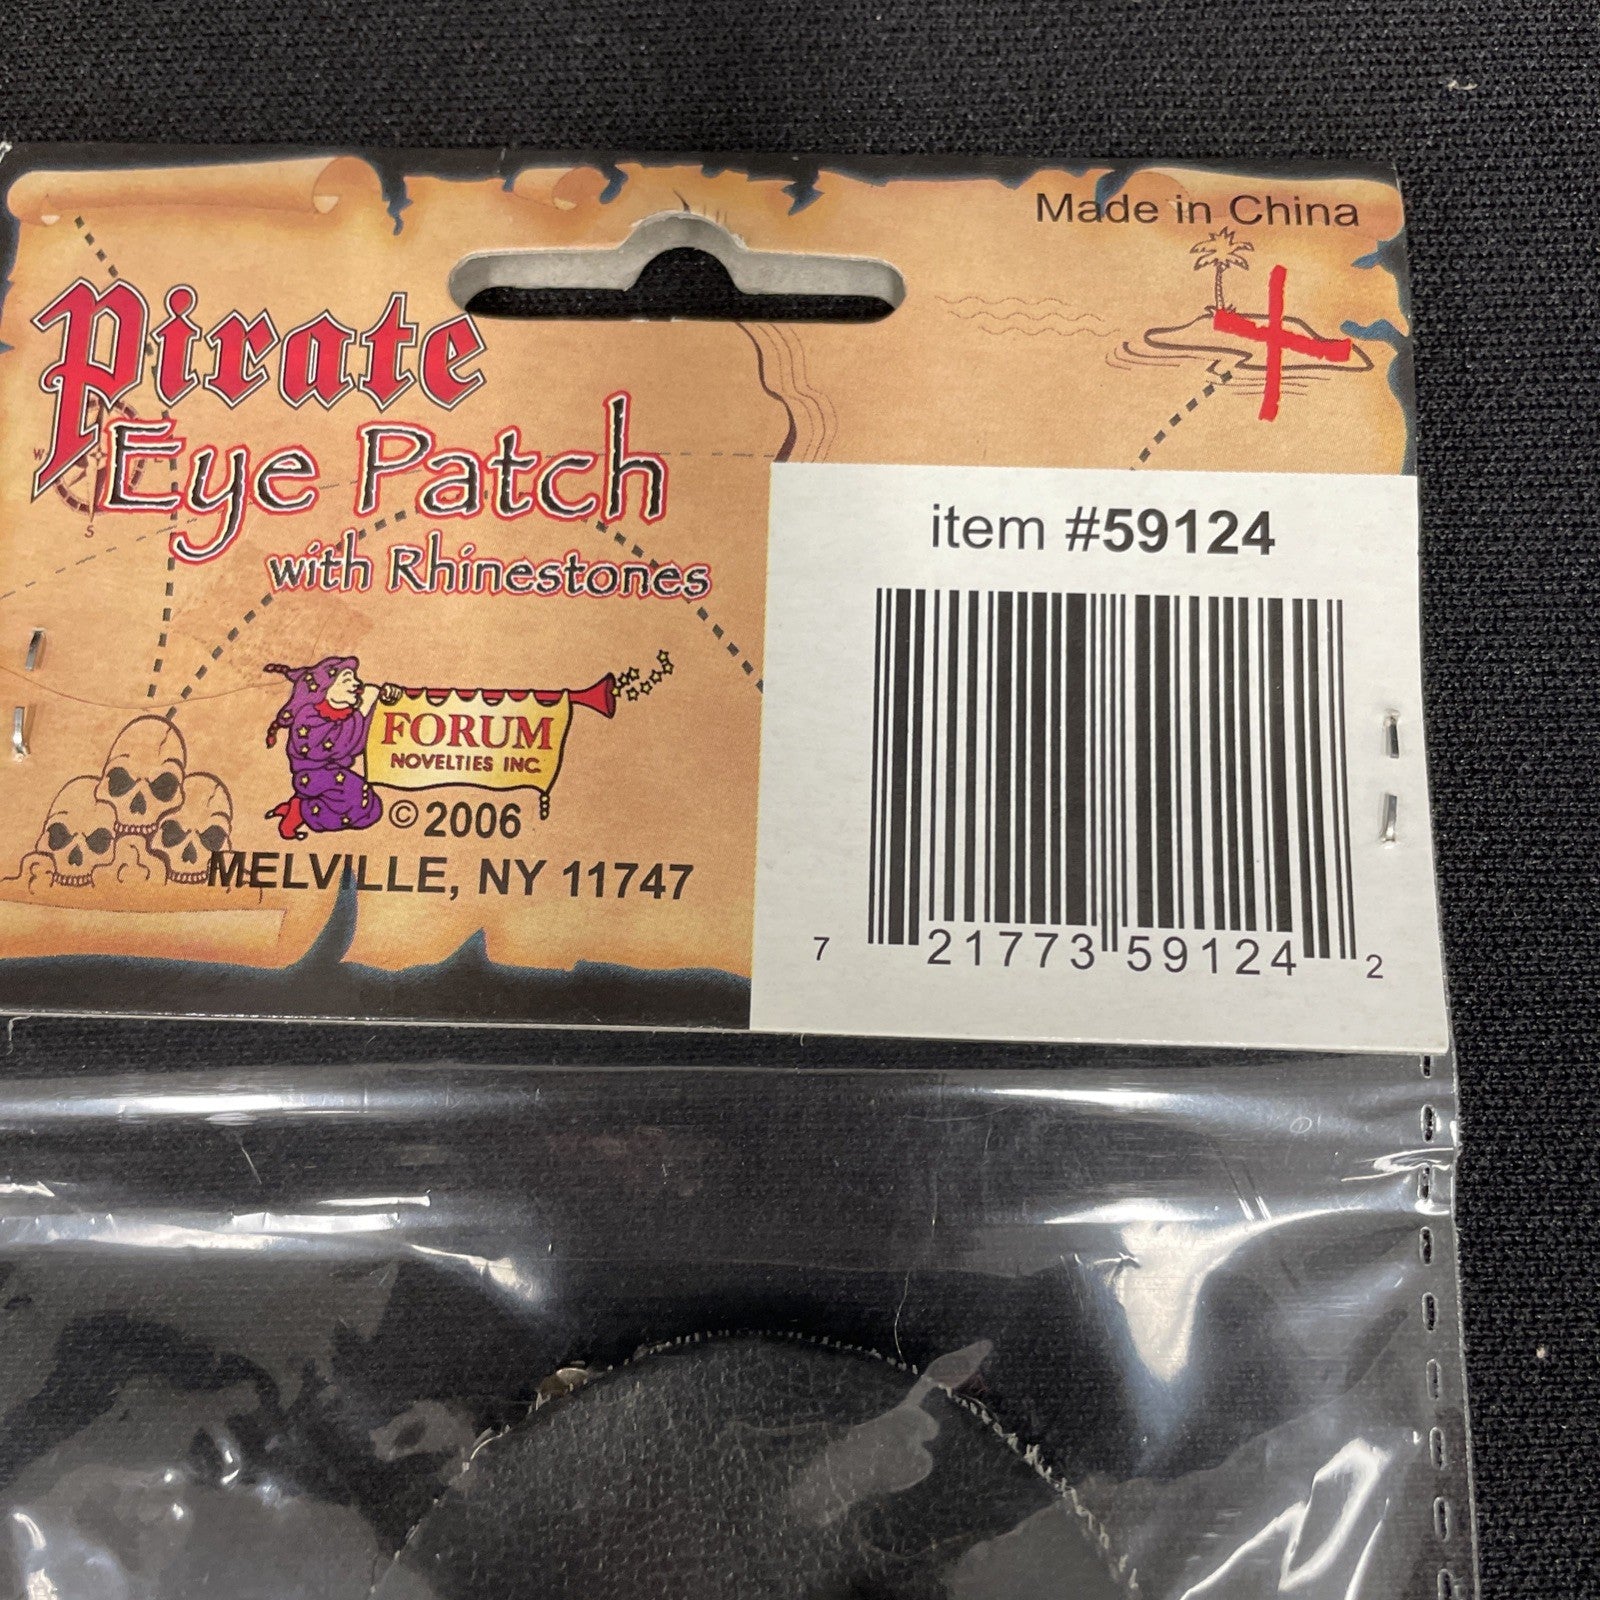 Made in China
Pirate
Eye Patch
with Rhinestones
W
S
item #59124
FORUM
NOVELTIES INC.
© 2006
MELVILLE, NY 11747
7 21773 59124 2